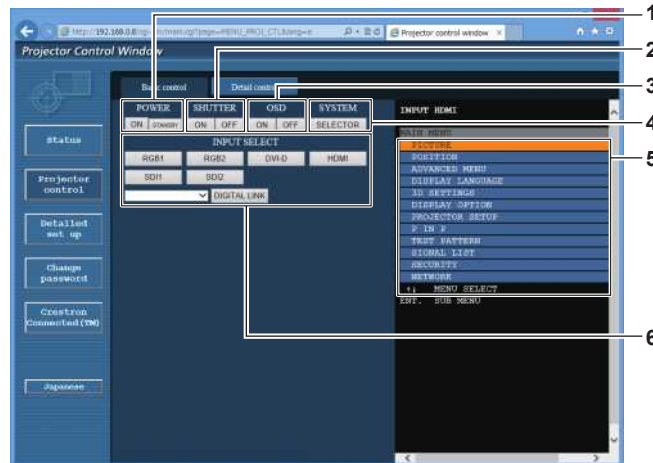 1
2
3
4
5
6
Projector control window
Projector Control Window
Basic control
Detail control
POWER
SHUTTER
OSD
SYSTEM
ON
STANDBY
ON
OFF
ON
OFF
SELECTOR
INPUT SELECT
RGB1
RGB2
DVI-D
HDMI
SDI1
SDI2
DIGITAL LINK
Status
Projector
control
Detailed
set up
Change
password
Crestron
Connected(TM)
Japanese
INPUT HDMI
MAIN MENU
PICTURE
POSITION
ADVANCED MENU
DISPLAY LANGUAGE
3D SETTINGS
DISPLAY OPTION
PROJECTOR SETUP
P IN P
TEST PATTERN
SIGNAL LIST
SECURITY
NETWORK
MENU SELECT
ENT. SUB MENU